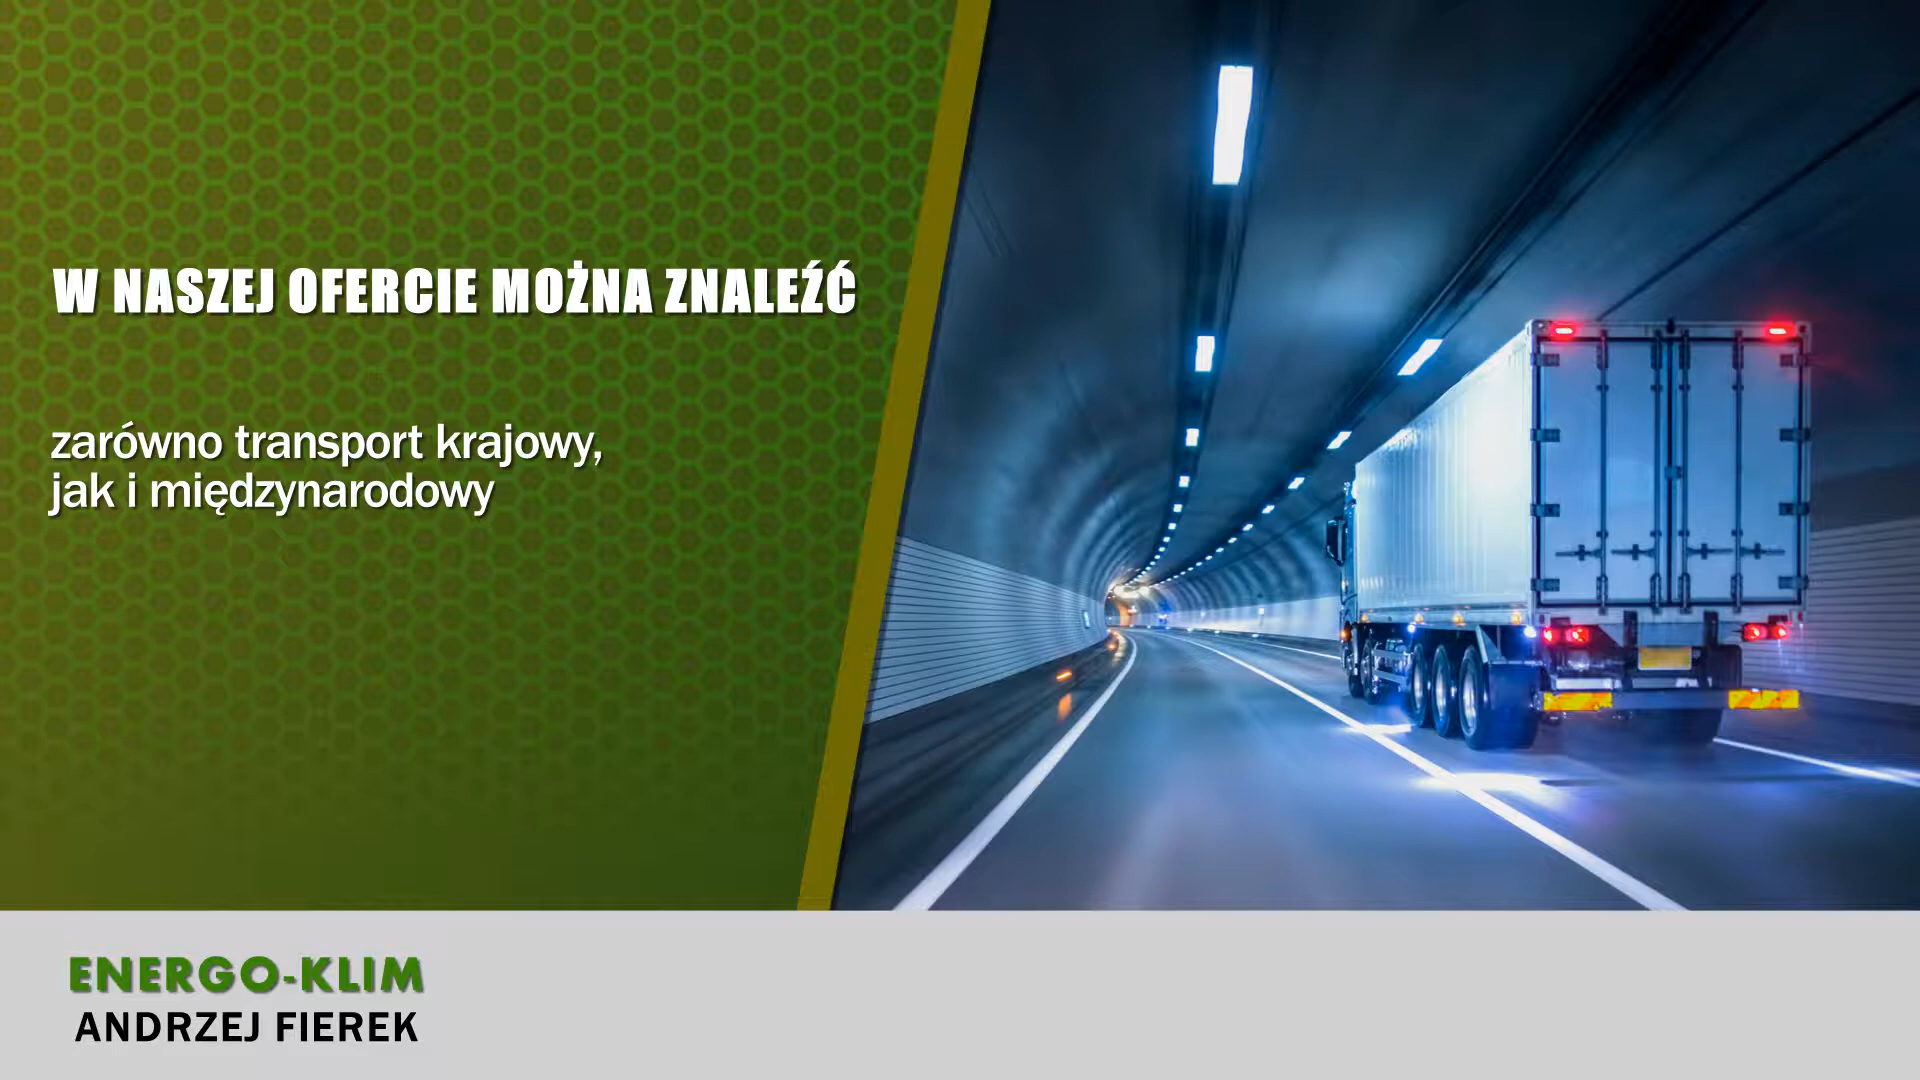 W NASZEJ OFERCIE MOŻNA ZNALEŹĆ
zarówno transport krajowy,
jak i międzynarodowy
ENERGO-KLIM
ANDRZEJ FIEREK